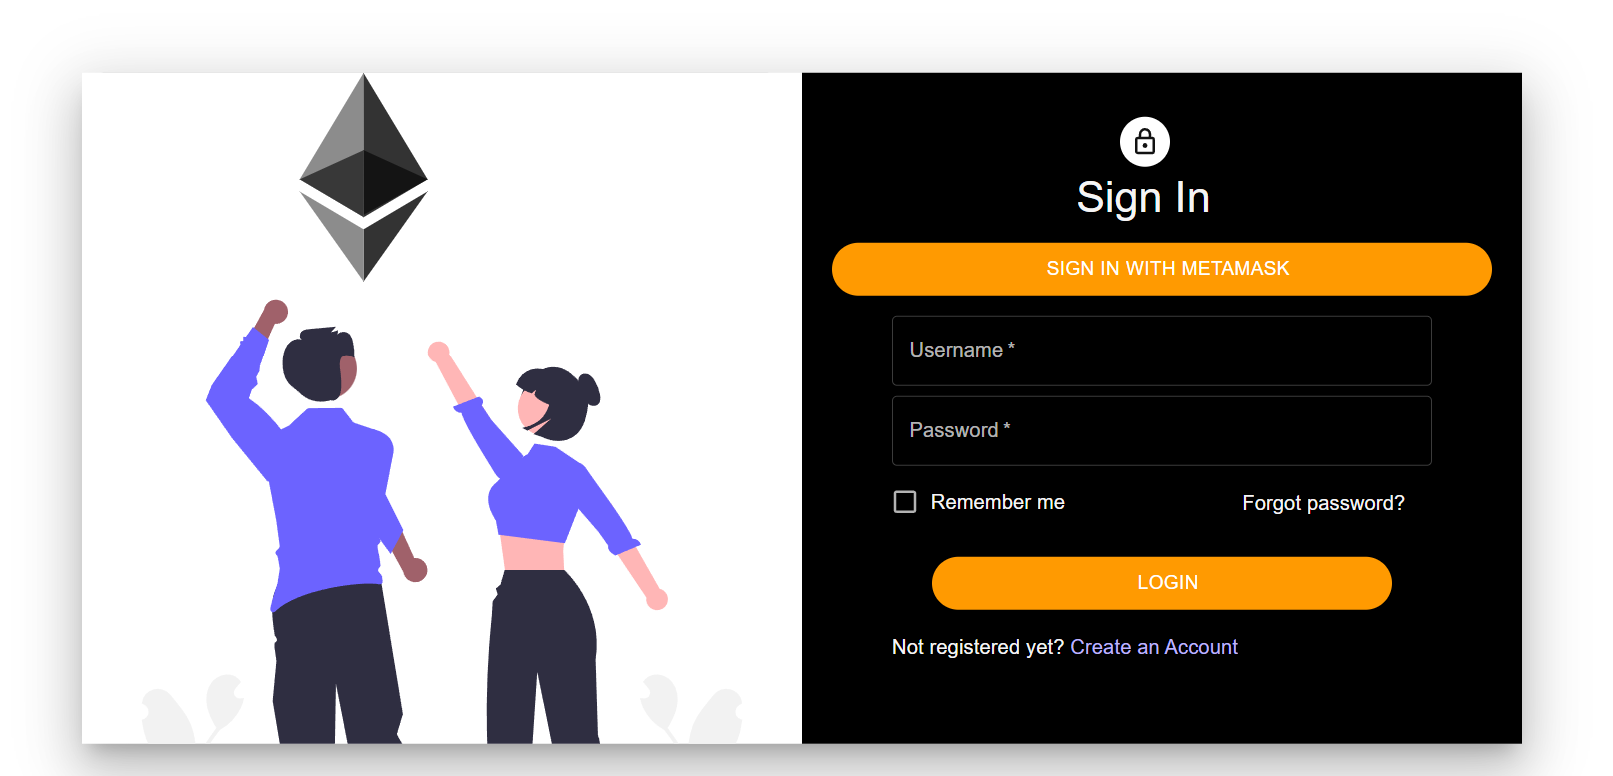 Sign In
SIGN IN WITH METAMASK
Username *
Password *
Remember me
Forgot password?
LOGIN
Not registered yet? Create an Account